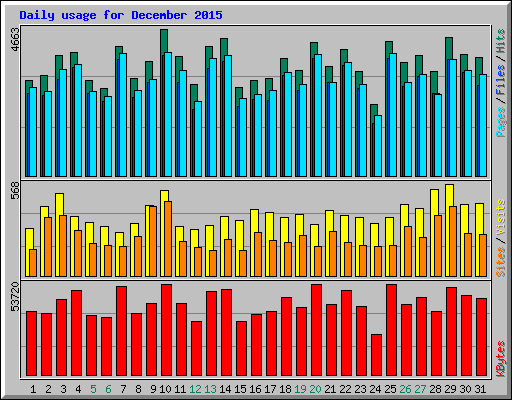 Daily usage for December 2015
4663
Pages / Files / Hits
568
Sites / Visits
53720
KBytes
1 2 3 4 5 6 7 8 9 10 11 12 13 14 15 16 17 18 19 20 21 22 23 24 25 26 27 28 29 30 31